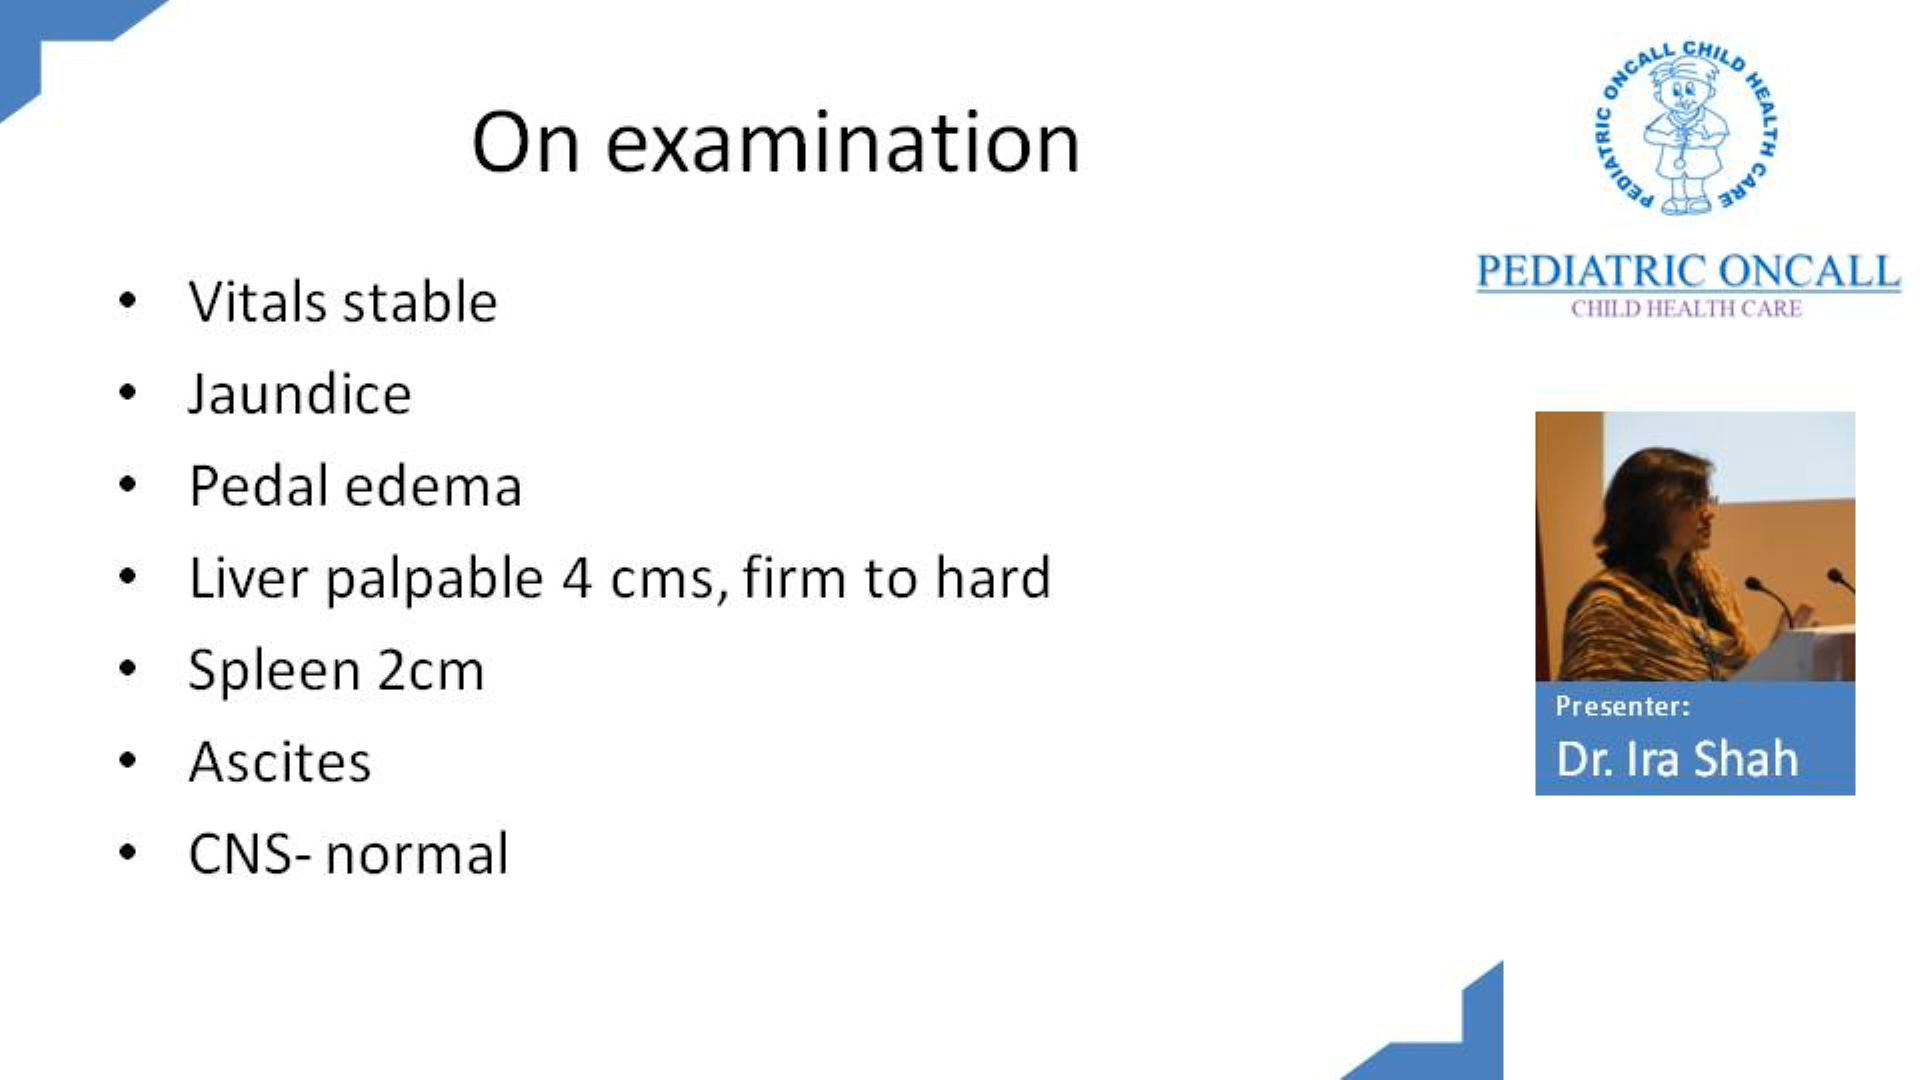 On examination
• Vitals stable
• Jaundice
• Pedal edema
• Liver palpable 4 cms, firm to hard
• Spleen 2cm
• Ascites
• CNS- normal
PEDIATRIC ONCALL CHILD HEALTH CARE
PEDIATRIC ONCALL
CHILD HEALTH CARE
Presenter:
Dr. Ira Shah